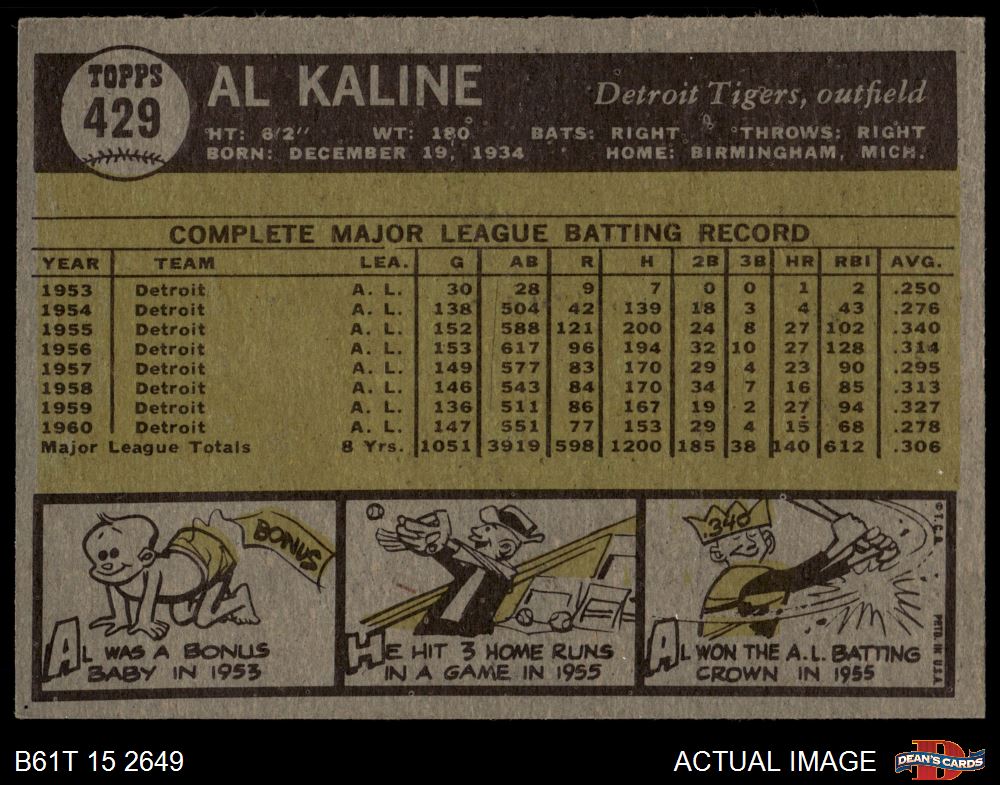 TOPPS
429
AL KALINE
Detroit Tigers, outfield
HT: 6'2" WT: 180 BATS: RIGHT THROWS: RIGHT
BORN: DECEMBER 19, 1934 HOME: BIRMINGHAM, MICH.
COMPLETE MAJOR LEAGUE BATTING RECORD
YEAR TEAM LEA. G AB R H 2B 3B HR RBI AVG.
1953 Detroit A. L. 30 28 9 7 0 0 1 2 .250
1954 Detroit A. L. 138 504 42 139 18 3 4 43 .276
1955 Detroit A. L. 152 588 121 200 24 8 27 102 .340
1956 Detroit A. L. 153 617 96 194 32 10 27 128 .314
1957 Detroit A. L. 149 577 83 170 29 4 23 90 .295
1958 Detroit A. L. 146 543 84 170 34 7 16 85 .313
1959 Detroit A. L. 136 511 86 167 19 2 27 94 .327
1960 Detroit A. L. 147 551 77 153 29 4 15 68 .278
Major League Totals 8 Yrs. 1051 3919 598 1200 185 38 140 612 .306
BONUS
AL WAS A BONUS
BABY IN 1953
HE HIT 3 HOME RUNS
IN A GAME IN 1955
.340
AL WON THE A.L. BATTING
CROWN IN 1955
© T.C.G.
PRTD. IN U.S.A.
B61T 15 2649
ACTUAL IMAGE
DEAN'S CARDS